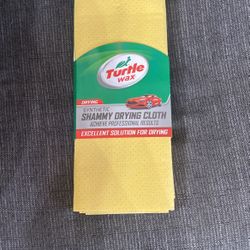 Turtle
wax
DRYING
SYNTHETIC
SHAMMY DRYING CLOTH
ACHIEVE PROFESSIONAL RESULTS
EXCELLENT SOLUTION FOR DRYING